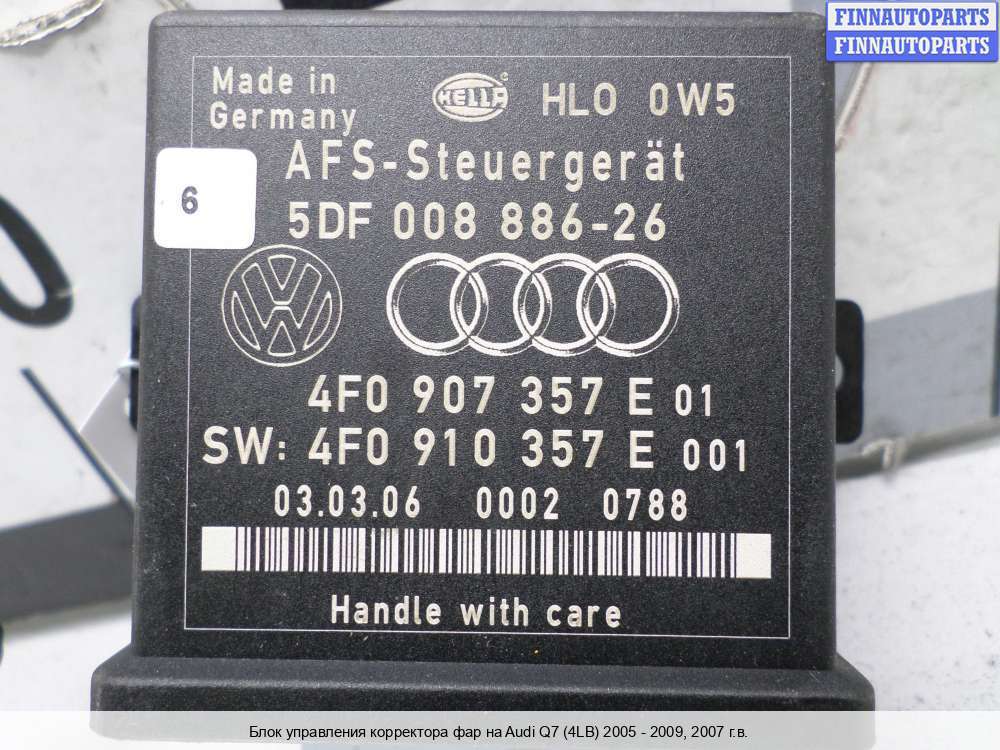 FINNAUTOPARTS
FINNAUTOPARTS
Made in
Germany
HELLA
HLO 0W5
AFS-Steuergerät
6
5DF 008 886-26
4F0 907 357 E 01
SW: 4F0 910 357 E 001
03.03.06 0002 0788
Handle with care
Блок управления корректора фар на Audi Q7 (4LB) 2005 - 2009, 2007 г.в.